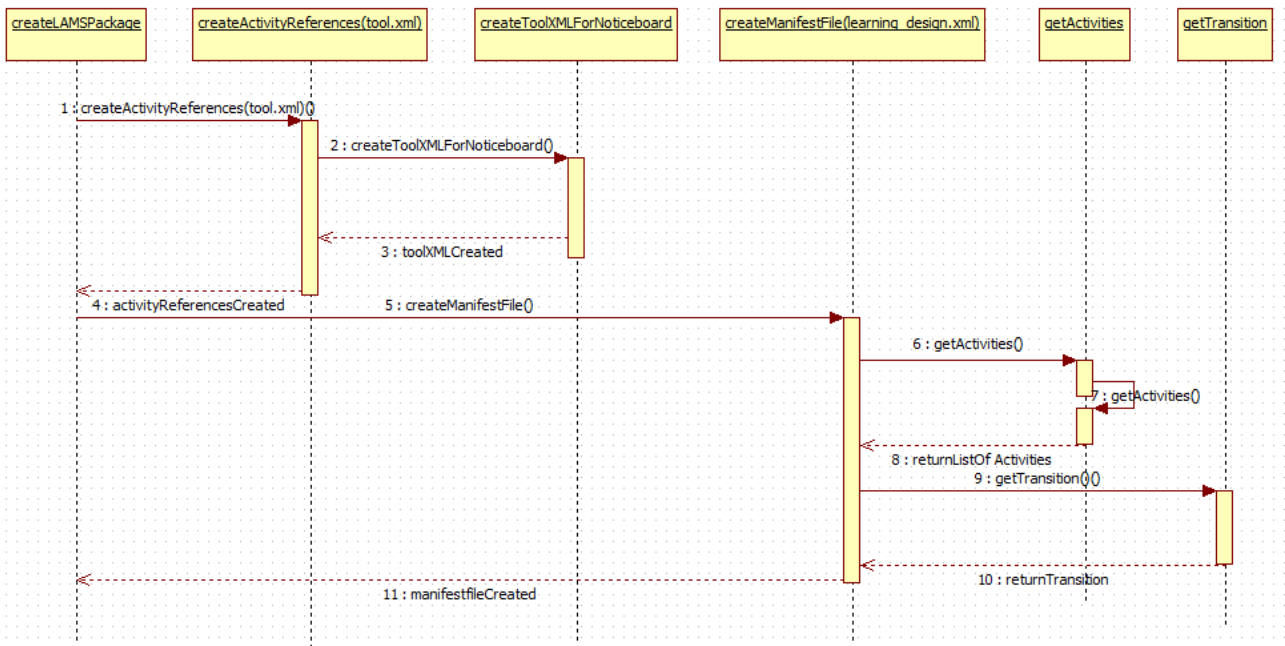 createLAMSPackage
createActivityReferences(tool.xml)
createToolXMLForNoticeboard
createManifestFile(learning_design.xml)
getActivities
getTransition
1 : createActivityReferences(tool.xml)()
2 : createToolXMLForNoticeboard()
3 : toolXMLCreated
4 : activityReferencesCreated
5 : createManifestFile()
6 : getActivities()
7 : getActivities()
8 : returnListOf Activities
9 : getTransition()()
10 : returnTransition
11 : manifestfileCreated